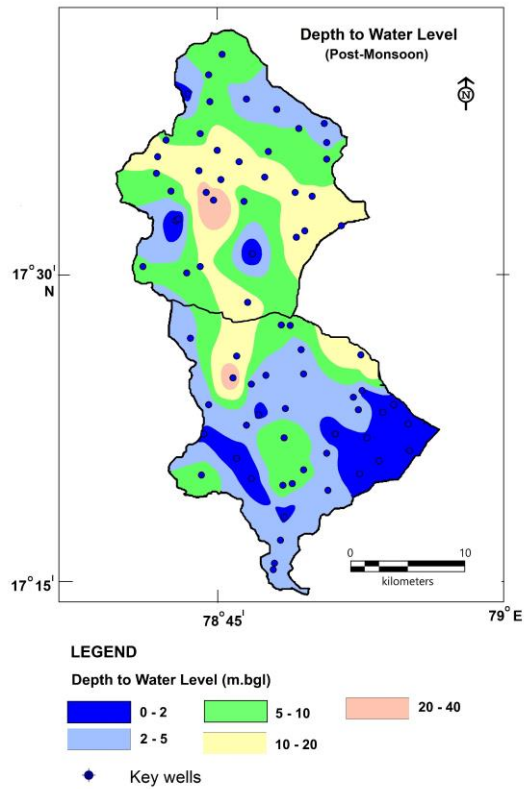 Depth to Water Level
(Post-Monsoon)
N
17°30'
N
0 10
kilometers
17°15'
78°45'
79°E
LEGEND
Depth to Water Level (m.bgl)
0 - 2
5 - 10
20 - 40
2 - 5
10 - 20
Key wells